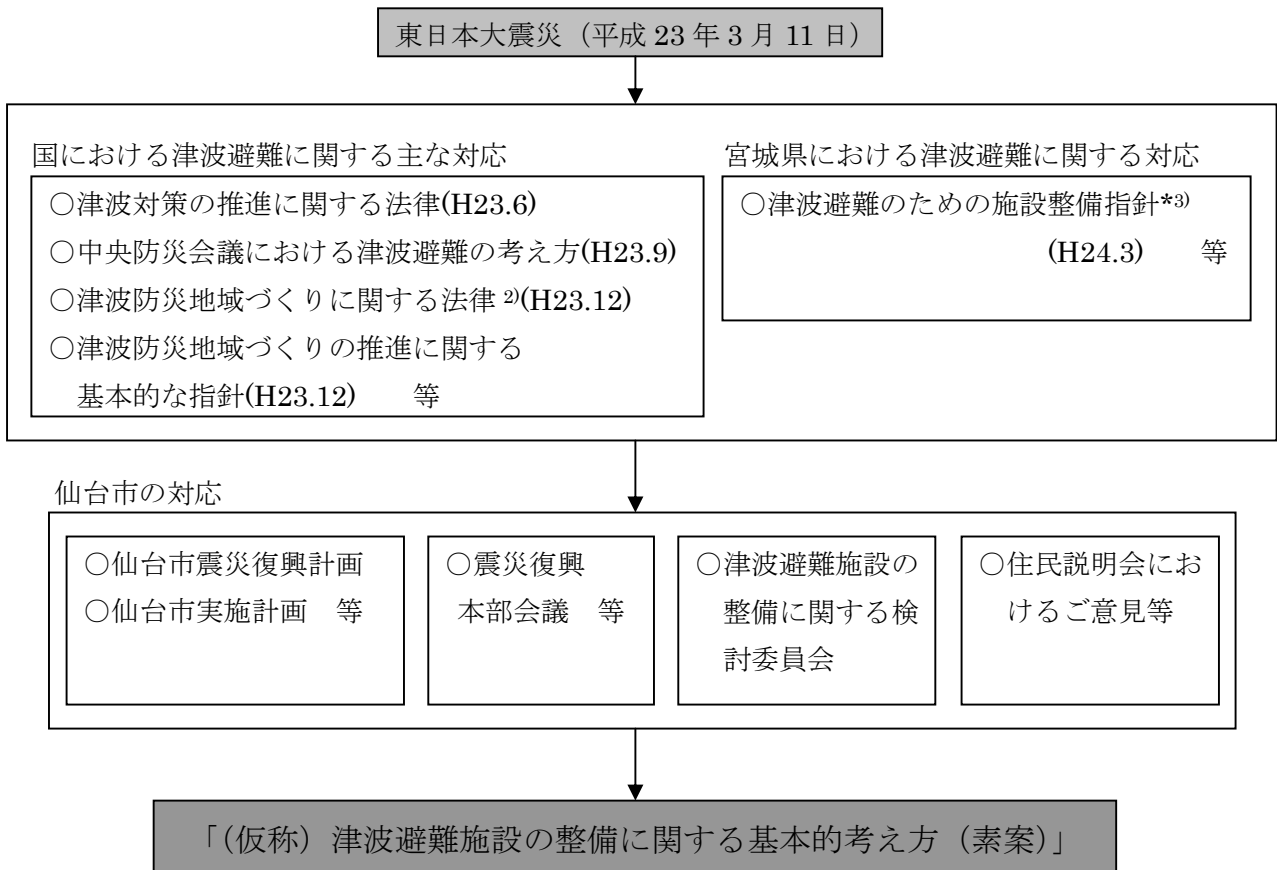 東日本大震災（平成 23 年 3 月 11 日）
国における津波避難に関する主な対応
○津波対策の推進に関する法律(H23.6)
○中央防災会議における津波避難の考え方(H23.9)
○津波防災地域づくりに関する法律 2)(H23.12)
○津波防災地域づくりの推進に関する
基本的な指針(H23.12)　　等
宮城県における津波避難に関する対応
○津波避難のための施設整備指針*3)
(H24.3)　　等
仙台市の対応
○仙台市震災復興計画
○仙台市実施計画　等
○震災復興
本部会議　等
○津波避難施設の
整備に関する検
討委員会
○住民説明会にお
けるご意見等
「（仮称）津波避難施設の整備に関する基本的考え方（素案）」